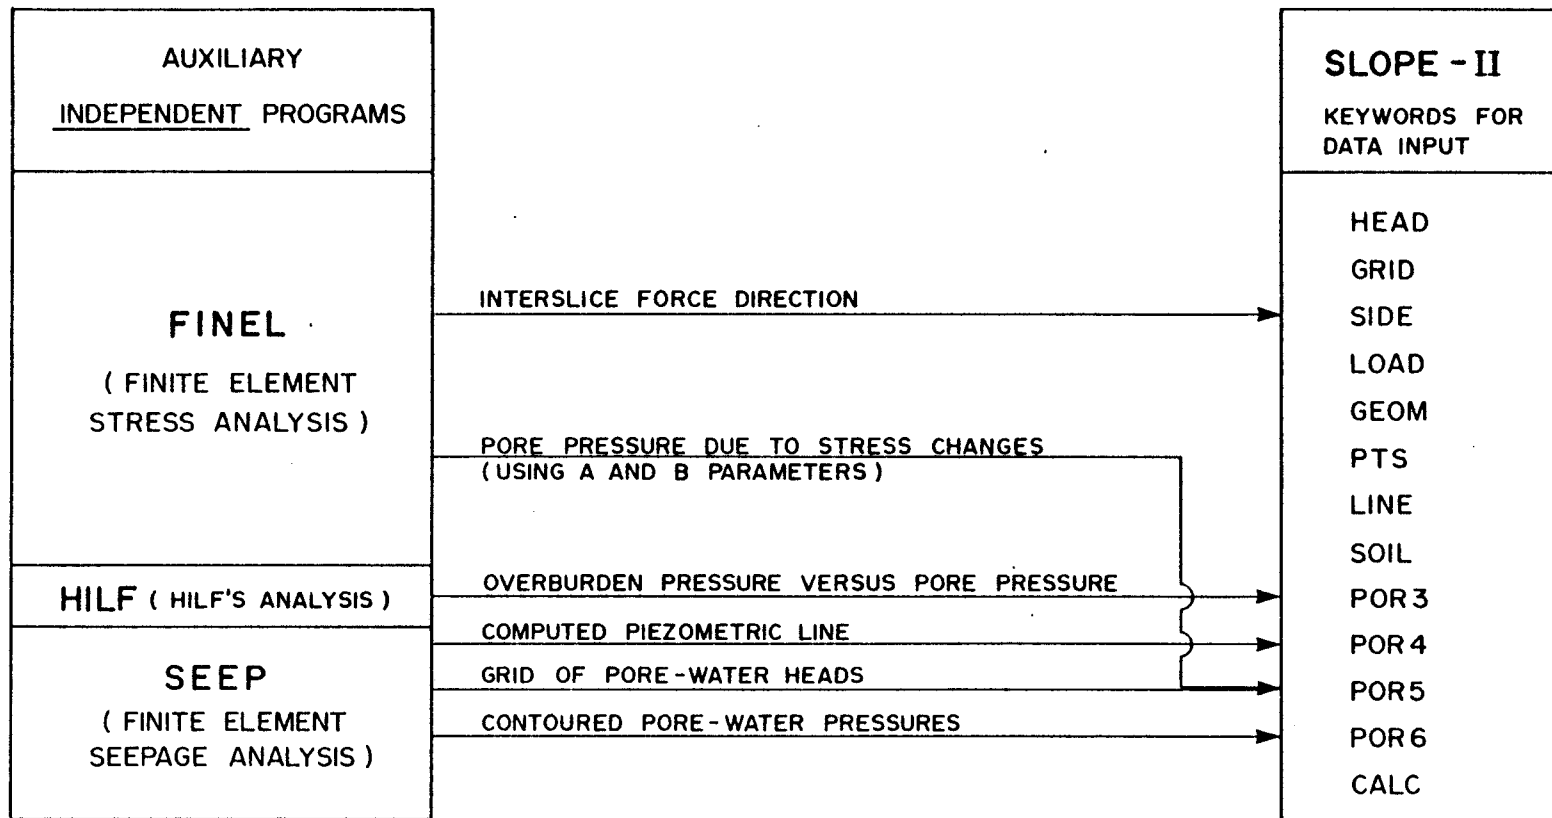 AUXILIARY
INDEPENDENT PROGRAMS
FINEL
( FINITE ELEMENT
STRESS ANALYSIS )
HILF ( HILF'S ANALYSIS )
SEEP
( FINITE ELEMENT
SEEPAGE ANALYSIS )
INTERSLICE FORCE DIRECTION
PORE PRESSURE DUE TO STRESS CHANGES
( USING A AND B PARAMETERS )
OVERBURDEN PRESSURE VERSUS PORE PRESSURE
COMPUTED PIEZOMETRIC LINE
GRID OF PORE-WATER HEADS
CONTOURED PORE-WATER PRESSURES
SLOPE - II
KEYWORDS FOR
DATA INPUT
HEAD
GRID
SIDE
LOAD
GEOM
PTS
LINE
SOIL
POR3
POR4
POR5
POR6
CALC